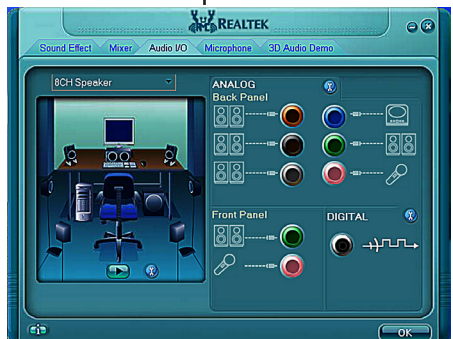 REALTEK
Sound Effect Mixer Audio I/O Microphone 3D Audio Demo
8CH Speaker
ANALOG
Back Panel
Front Panel
DIGITAL
OK